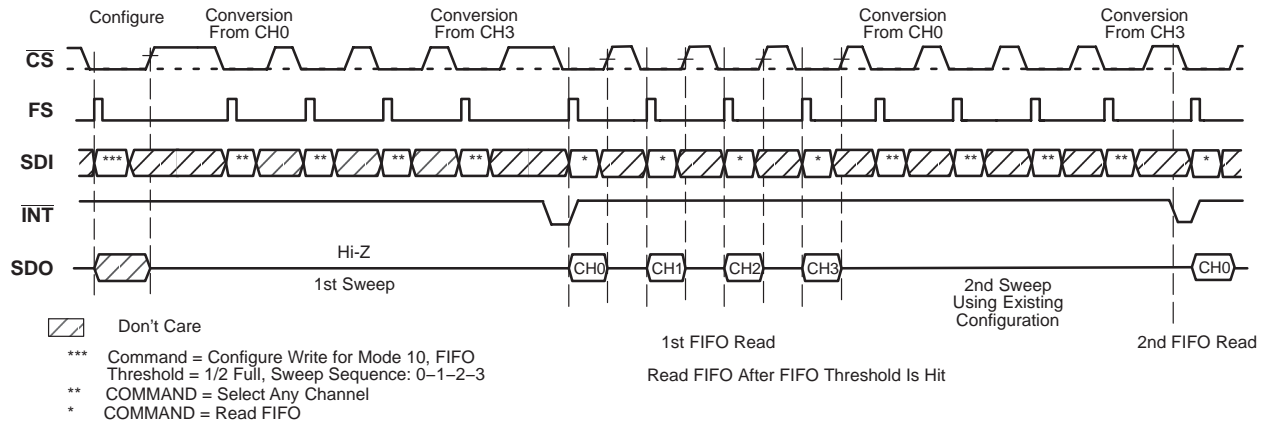 Configure
Conversion
From CH0
Conversion
From CH3
Conversion
From CH0
Conversion
From CH3
CS
FS
SDI
*** ** ** ** ** * * * * ** ** ** ** *
INT
SDO
Hi-Z
1st Sweep
CH0 CH1 CH2 CH3 CH0
2nd Sweep
Using Existing
Configuration
1st FIFO Read
2nd FIFO Read
Read FIFO After FIFO Threshold Is Hit
Don't Care
*** Command = Configure Write for Mode 10, FIFO
Threshold = 1/2 Full, Sweep Sequence: 0–1–2–3
** COMMAND = Select Any Channel
* COMMAND = Read FIFO